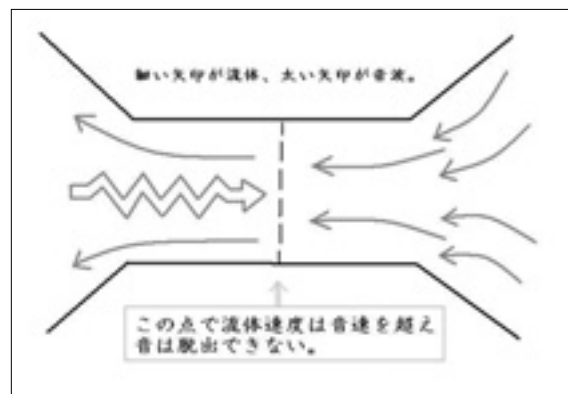 細い矢印が流体、太い矢印が音波。
この点で流体速度は音速を超え
音は脱出できない。